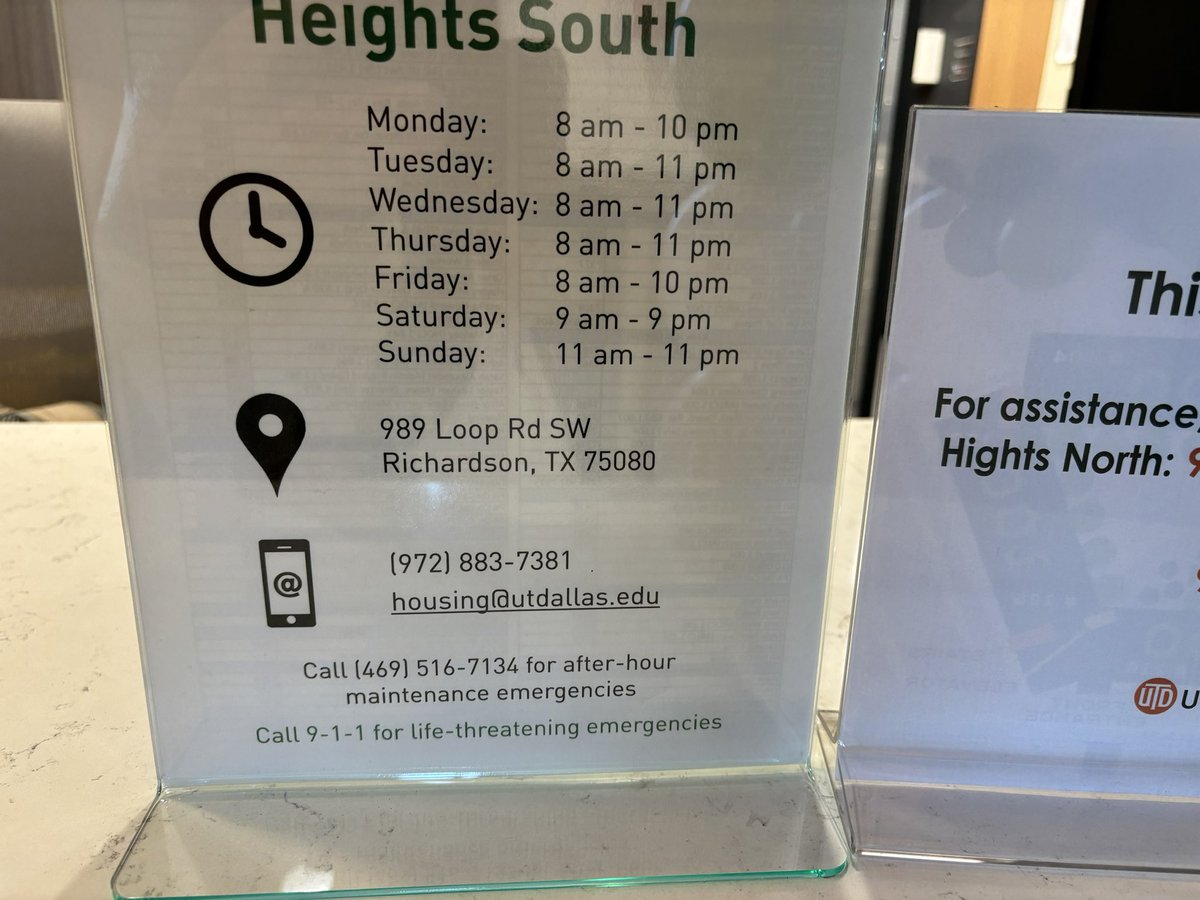 Heights South
Monday: 8 am - 10 pm
Tuesday: 8 am - 11 pm
Wednesday: 8 am - 11 pm
Thursday: 8 am - 11 pm
Friday: 8 am - 10 pm
Saturday: 9 am - 9 pm
Sunday: 11 am - 11 pm
989 Loop Rd SW
Richardson, TX 75080
@
(972) 883-7381
housing@utdallas.edu
Call (469) 516-7134 for after-hour
maintenance emergencies
Call 9-1-1 for life-threatening emergencies
For assistance,
Hights North:
UTD